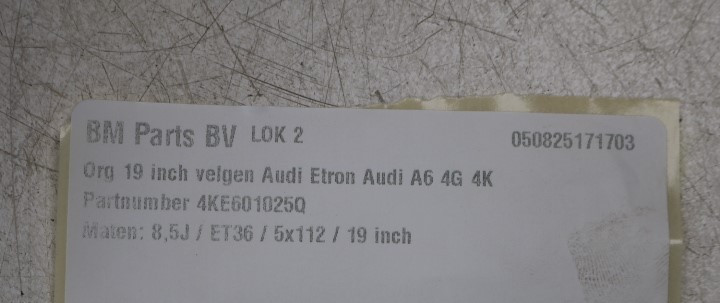 BM Parts BV LOK 2 050825171703
Org 19 inch velgen Audi Etron Audi A6 4G 4K
Partnumber 4KE601025Q
Maten: 8,5J / ET36 / 5x112 / 19 inch